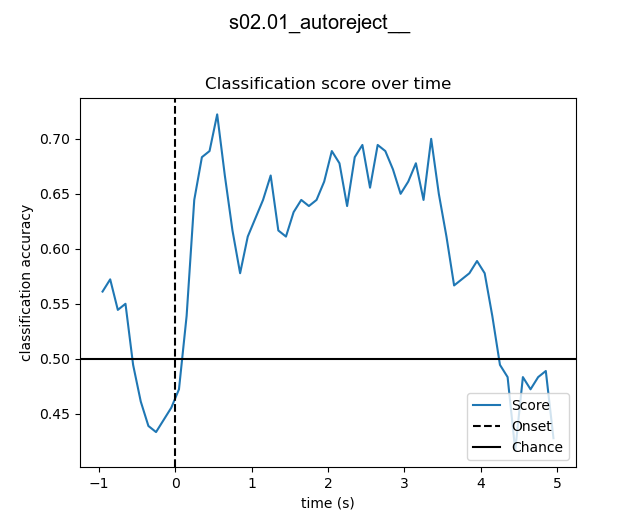 s02.01_autoreject__
Classification score over time
classification accuracy
0.70
0.65
0.60
0.55
0.50
0.45
Score
Onset
Chance
−1 0 1 2 3 4 5
time (s)